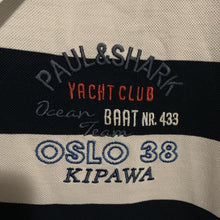 PAUL&SHARK
YACHT CLUB
Ocean BAAT NR. 433
Team
OSLO 38
KIPAWA